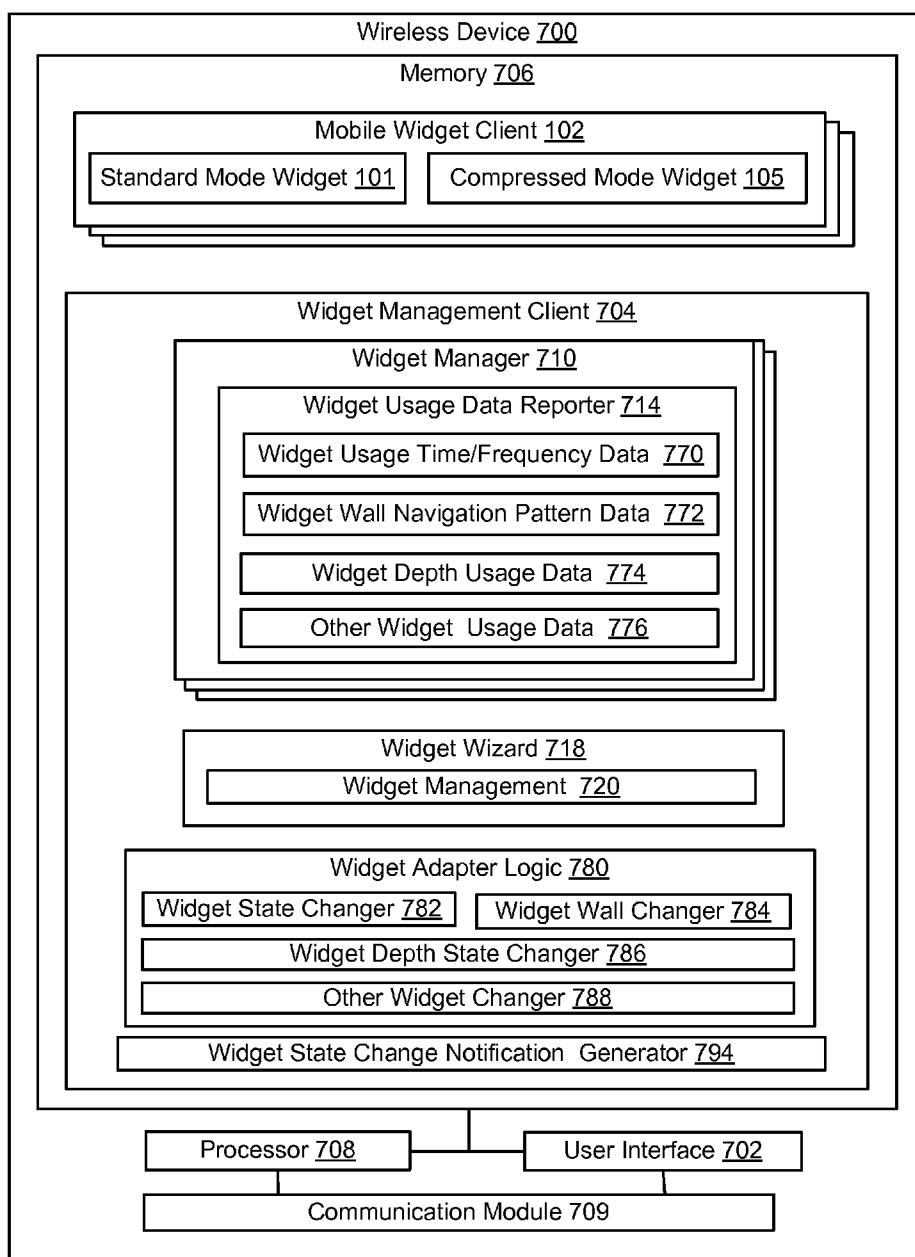 Wireless Device 700
Memory 706
Mobile Widget Client 102
Standard Mode Widget 101
Compressed Mode Widget 105
Widget Management Client 704
Widget Manager 710
Widget Usage Data Reporter 714
Widget Usage Time/Frequency Data 770
Widget Wall Navigation Pattern Data 772
Widget Depth Usage Data 774
Other Widget Usage Data 776
Widget Wizard 718
Widget Management 720
Widget Adapter Logic 780
Widget State Changer 782
Widget Wall Changer 784
Widget Depth State Changer 786
Other Widget Changer 788
Widget State Change Notification Generator 794
Processor 708
User Interface 702
Communication Module 709